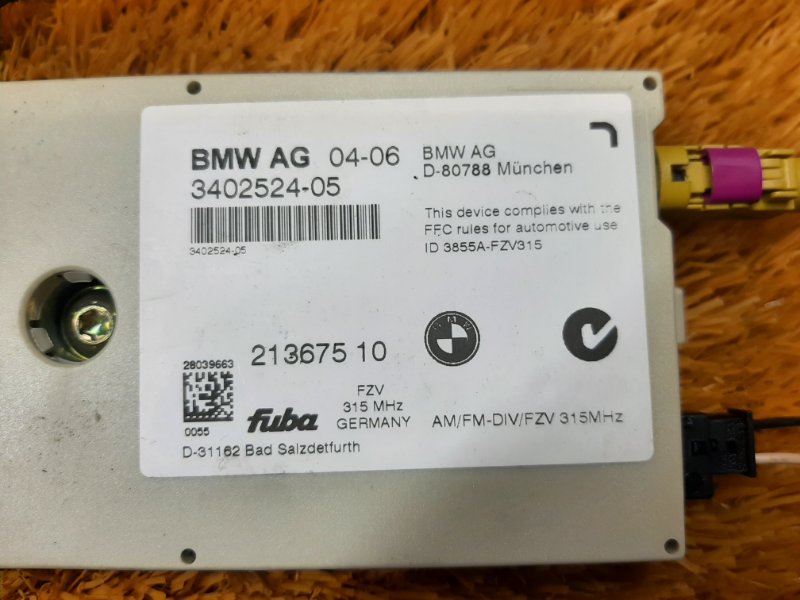 BMW AG 04-06
3402524-05
3402524-05
BMW AG
D-80788 München
This device complies with the
FFC rules for automotive use
ID 3855A-FZV315
213675 10
BMW
28039663
0055
fuba
FZV
315 MHz
GERMANY
AM/FM-DIV/FZV 315MHz
D-31162 Bad Salzdetfurth